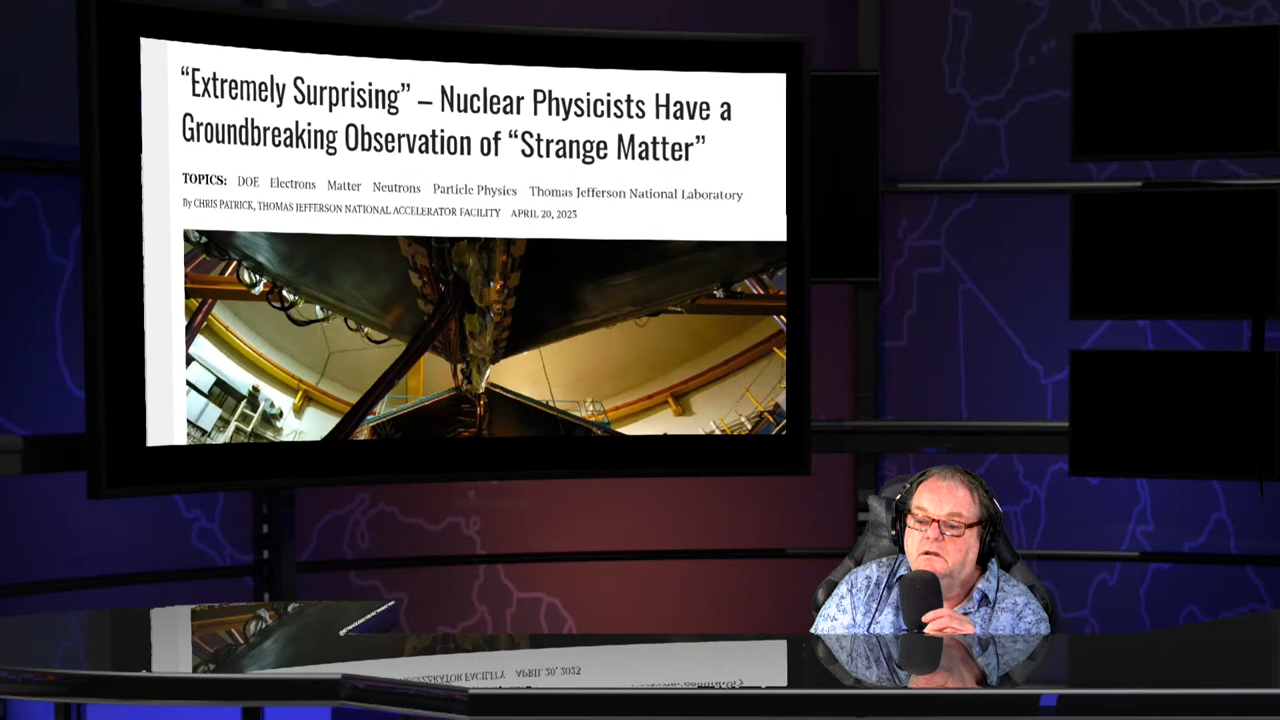 “Extremely Surprising” – Nuclear Physicists Have a
Groundbreaking Observation of “Strange Matter”
TOPICS: DOE Electrons Matter Neutrons Particle Physics Thomas Jefferson National Laboratory
By CHRIS PATRICK, THOMAS JEFFERSON NATIONAL ACCELERATOR FACILITY APRIL 20, 2023